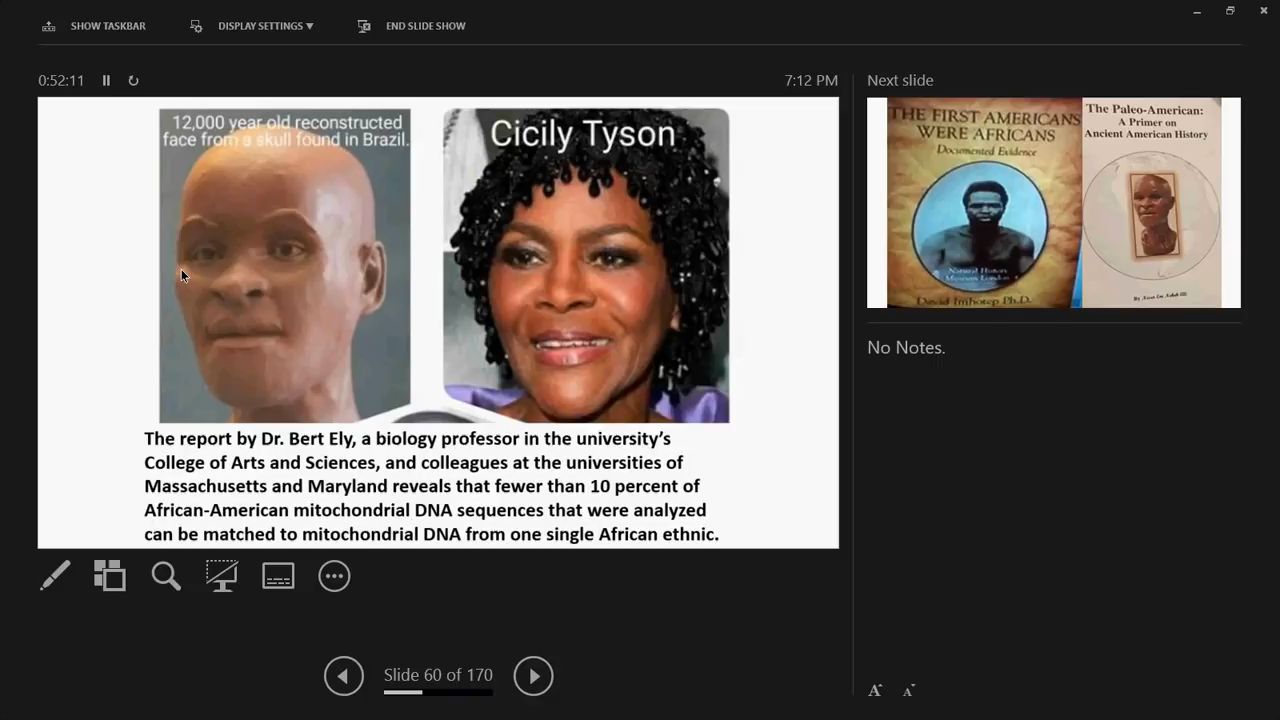 SHOW TASKBAR
DISPLAY SETTINGS ▼
END SLIDE SHOW
0:52:11
7:12 PM
12,000 year old reconstructed
face from a skull found in Brazil.
Cicily Tyson
The report by Dr. Bert Ely, a biology professor in the university’s
College of Arts and Sciences, and colleagues at the universities of
Massachusetts and Maryland reveals that fewer than 10 percent of
African-American mitochondrial DNA sequences that were analyzed
can be matched to mitochondrial DNA from one single African ethnic.
Next slide
THE FIRST AMERICANS
WERE AFRICANS
Documented Evidence
Natural History
Museum London
David Imhotep Ph.D.
The Paleo-American:
A Primer on
Ancient American History
No Notes.
Slide 60 of 170
A A